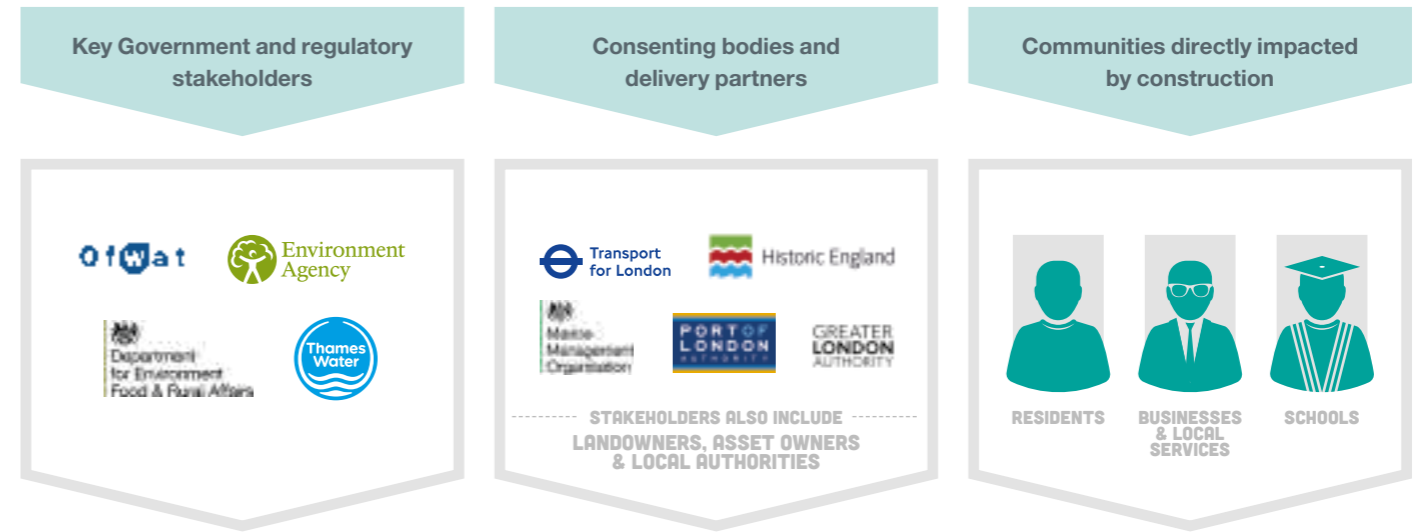 Key Government and regulatory
stakeholders
Ofwat
Environment
Agency
Department
for Environment
Food & Rural Affairs
Thames
Water
Consenting bodies and
delivery partners
Transport
for London
Historic England
Marine
Management
Organisation
PORT OF
LONDON
AUTHORITY
GREATER
LONDON
AUTHORITY
STAKEHOLDERS ALSO INCLUDE
LANDOWNERS, ASSET OWNERS
& LOCAL AUTHORITIES
Communities directly impacted
by construction
RESIDENTS
BUSINESSES
& LOCAL
SERVICES
SCHOOLS